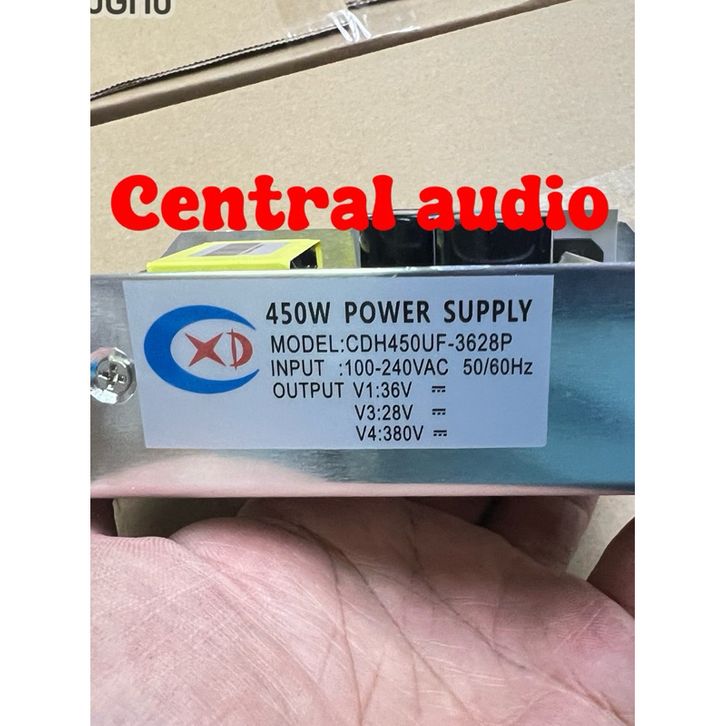 Central audio
450W POWER SUPPLY
CXD
MODEL:CDH450UF-3628P
INPUT :100-240VAC 50/60Hz
OUTPUT V1:36V ⎓
V3:28V ⎓
V4:380V ⎓